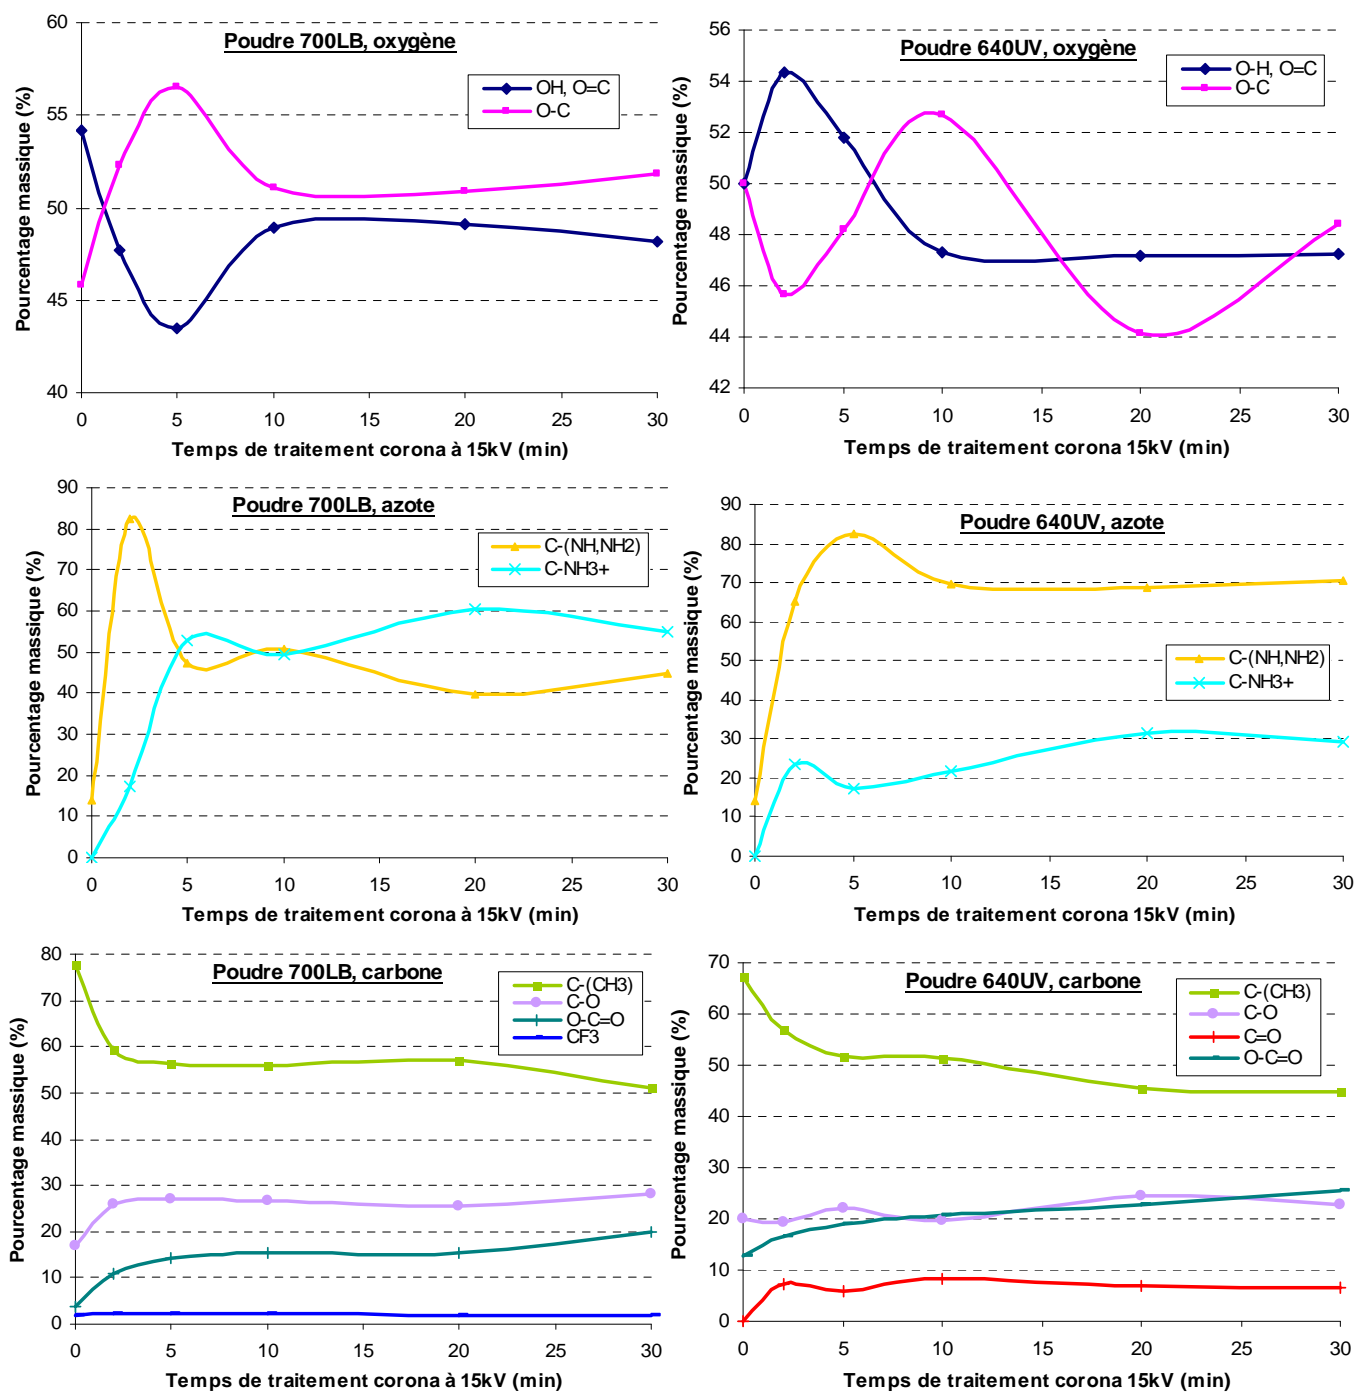 Poudre 700LB, oxygène
OH, O=C
O-C
Pourcentage massique (%)
60
55
50
45
40
0 5 10 15 20 25 30
Temps de traitement corona à 15kV (min)
Poudre 640UV, oxygène
O-H, O=C
O-C
Pourcentage massique (%)
56
54
52
50
48
46
44
42
0 5 10 15 20 25 30
Temps de traitement corona 15kV (min)
Poudre 700LB, azote
C-(NH,NH2)
C-NH3+
Pourcentage massique (%)
90
80
70
60
50
40
30
20
10
0
0 5 10 15 20 25 30
Temps de traitement corona à 15kV (min)
Poudre 640UV, azote
C-(NH,NH2)
C-NH3+
Pourcentage massique (%)
90
80
70
60
50
40
30
20
10
0
0 5 10 15 20 25 30
Temps de traitement corona 15kV (min)
Poudre 700LB, carbone
C-(CH3)
C-O
O-C=O
CF3
Pourcentage massique (%)
80
70
60
50
40
30
20
10
0
0 5 10 15 20 25 30
Temps de traitement corona à 15kV (min)
Poudre 640UV, carbone
C-(CH3)
C-O
C=O
O-C=O
Pourcentage massique (%)
70
60
50
40
30
20
10
0
0 5 10 15 20 25 30
Temps de traitement corona 15kV (min)